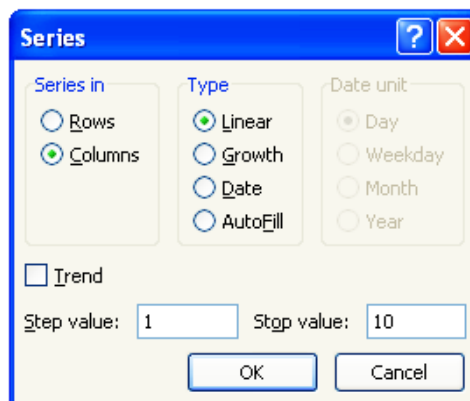 Series
Series in Type Date unit
Rows Linear Day
Columns Growth Weekday
Date Month
AutoFill Year
Trend
Step value: 1 Stop value: 10
OK Cancel